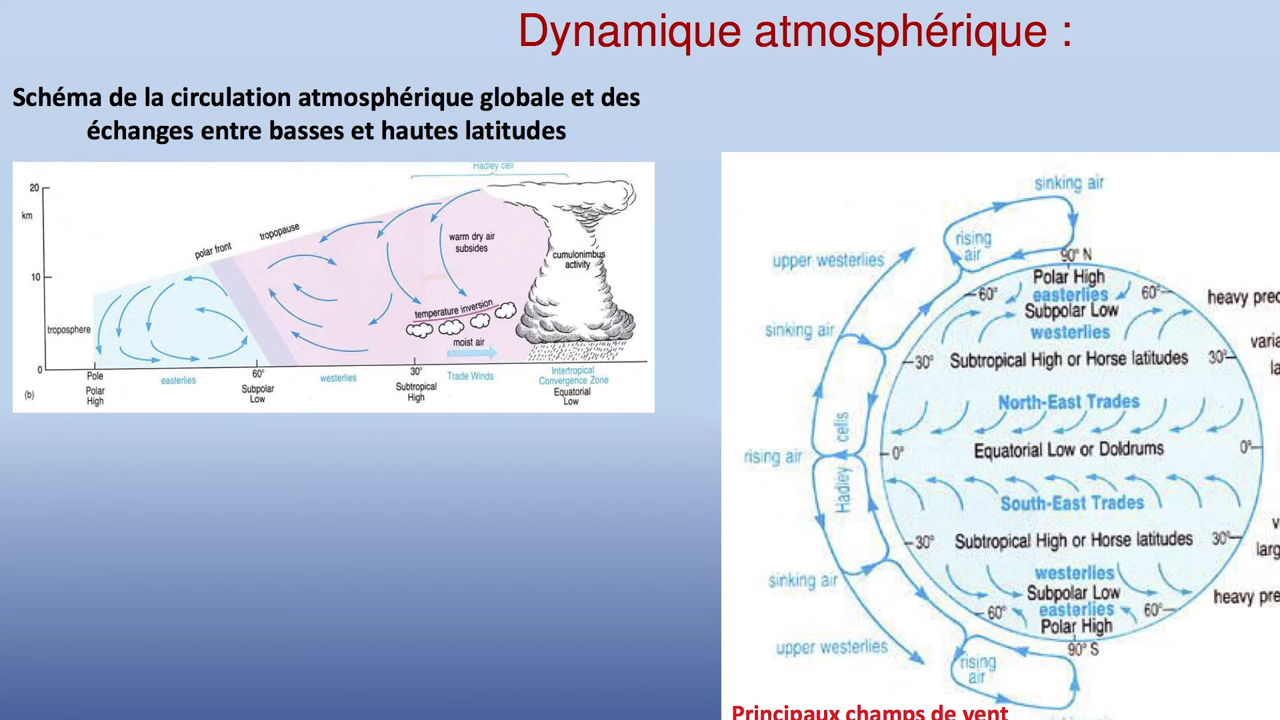 Dynamique atmosphérique :
Schéma de la circulation atmosphérique globale et des
échanges entre basses et hautes latitudes
Hadley cell
20
km
10
0
troposphere
polar front
tropopause
warm dry air
subsides
cumulonimbus
activity
temperature inversion
moist air
Pole
Polar
High
easterlies
60°
Subpolar
Low
westerlies
30°
Subtropical
High
Trade Winds
Intertropical
Convergence Zone
Equatorial
Low
(b)
sinking air
rising
air
90° N
upper westerlies
Polar High
60° easterlies 60°
Subpolar Low
heavy prec
sinking air
westerlies
varia
30° Subtropical High or Horse latitudes 30°
la
North-East Trades
Hadley cells
rising air
0° Equatorial Low or Doldrums 0°
South-East Trades
v
30° Subtropical High or Horse latitudes 30°
larg
sinking air
westerlies
Subpolar Low
heavy pre
60° easterlies 60°
Polar High
upper westerlies
90° S
rising
air
Principaux champs de vent